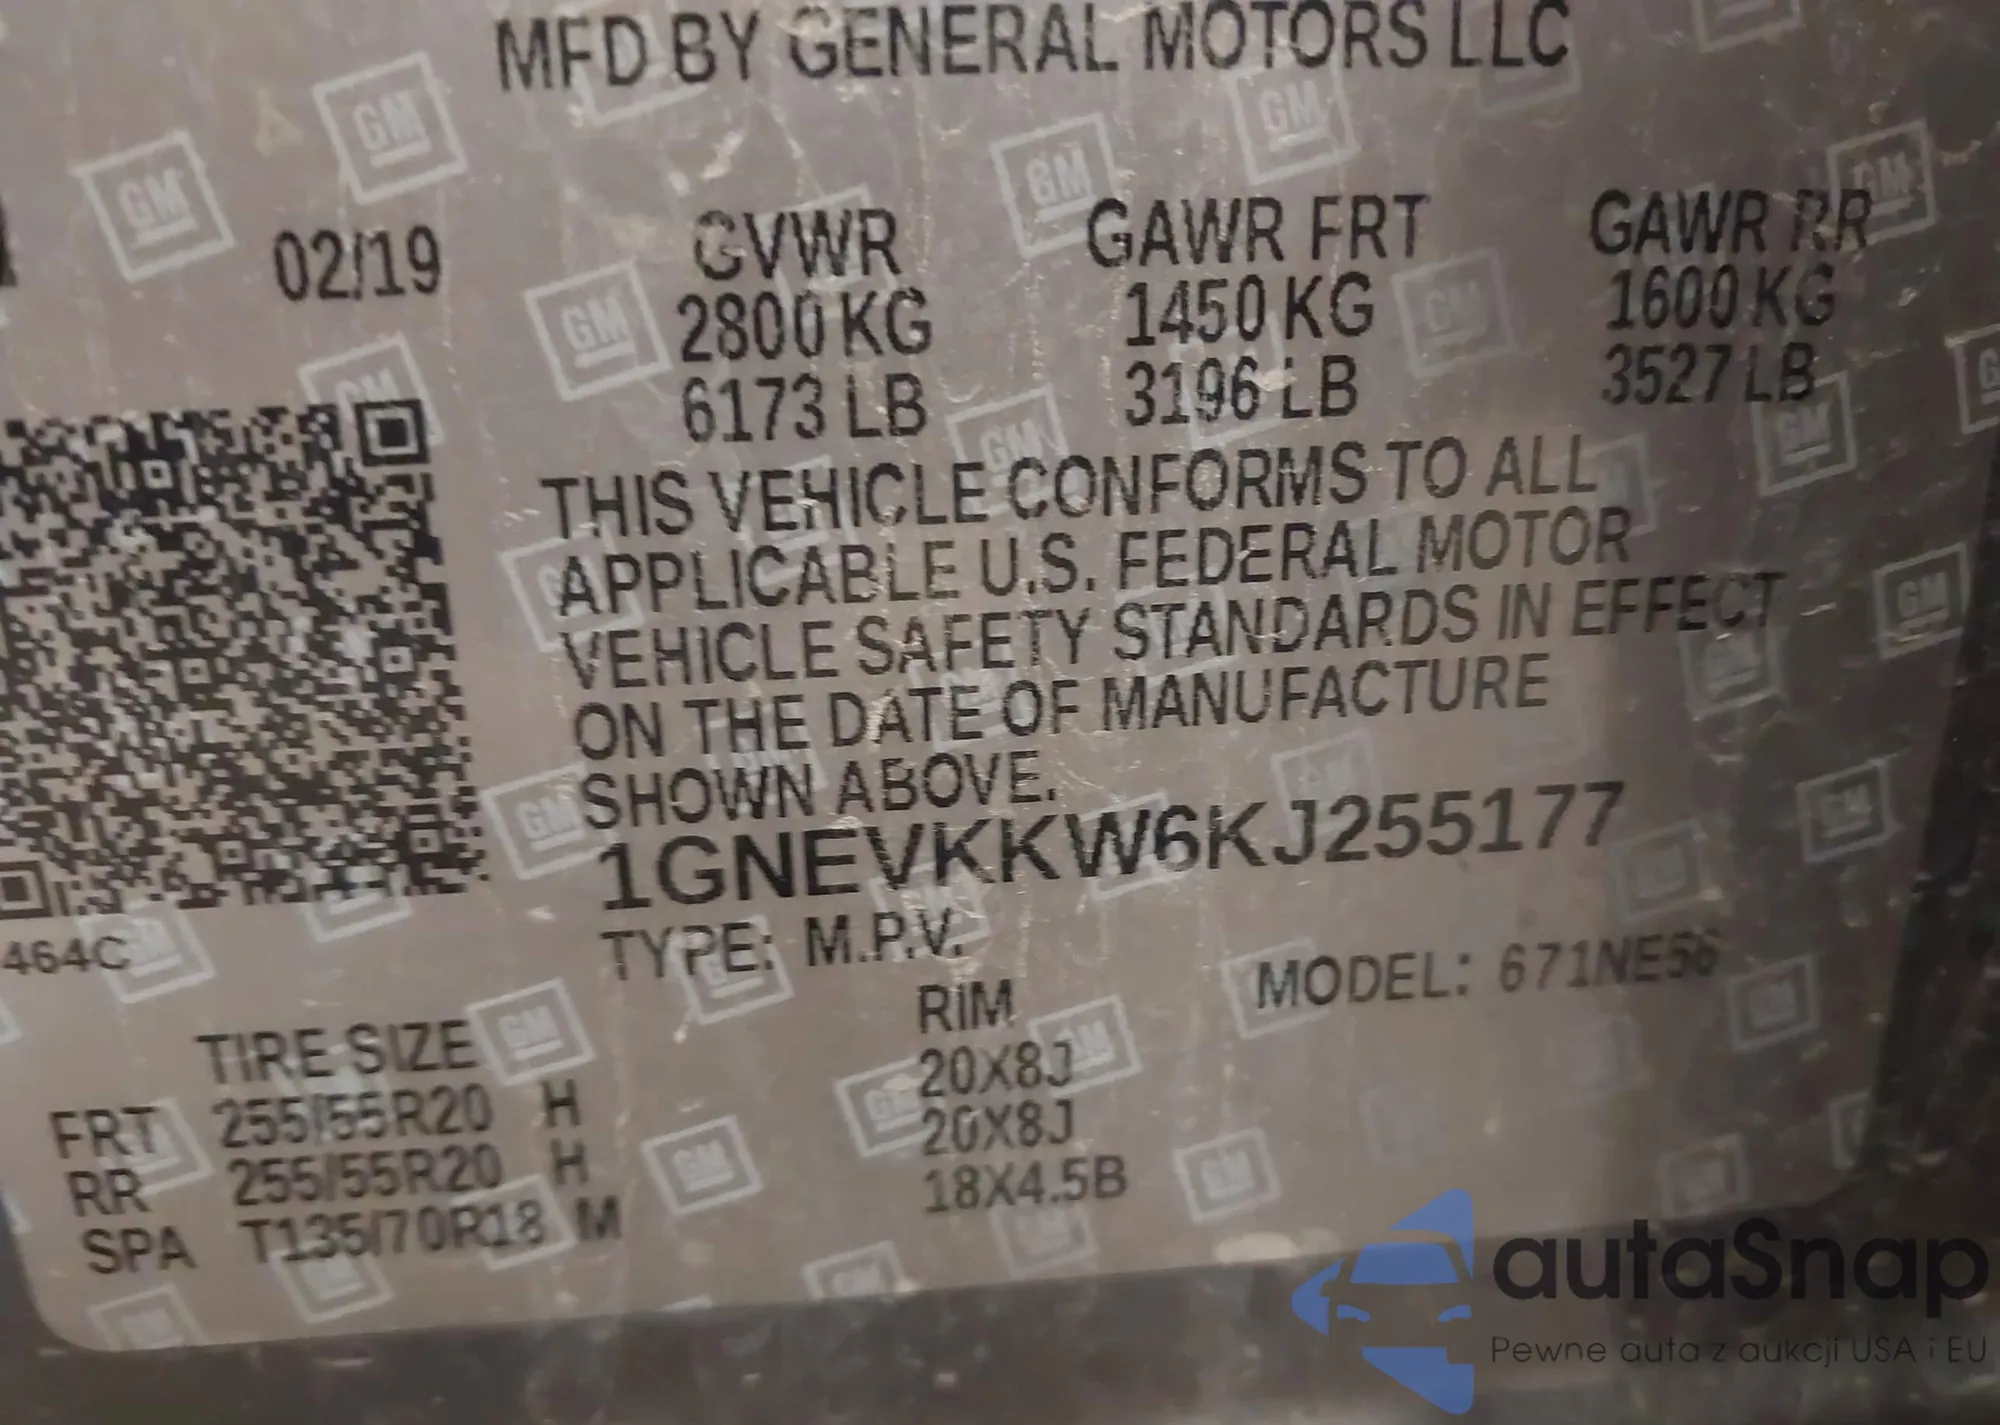 MFD BY GENERAL MOTORS LLC
02/19 GVWR GAWR FRT GAWR RR
2800 KG 1450 KG 1600 KG
6173 LB 3196 LB 3527 LB
THIS VEHICLE CONFORMS TO ALL
APPLICABLE U.S. FEDERAL MOTOR
VEHICLE SAFETY STANDARDS IN EFFECT
ON THE DATE OF MANUFACTURE
SHOWN ABOVE.
1GNEVKKW6KJ255177
TYPE: M.P.V. MODEL: 671NE56
464C
TIRE SIZE RIM
FRT 255/55R20 H 20X8J
RR 255/55R20 H 20X8J
SPA T135/70R18 M 18X4.5B
GM
autaSnap
Pewne auta z aukcji USA i EU